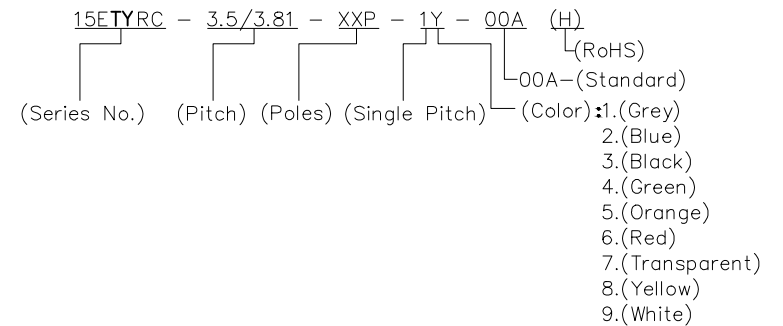 15ETYRC - 3.5/3.81 - XXP - 1Y - 00A (H)
(RoHS)
00A-(Standard)
(Series No.) (Pitch) (Poles) (Single Pitch) (Color):1.(Grey)
2.(Blue)
3.(Black)
4.(Green)
5.(Orange)
6.(Red)
7.(Transparent)
8.(Yellow)
9.(White)